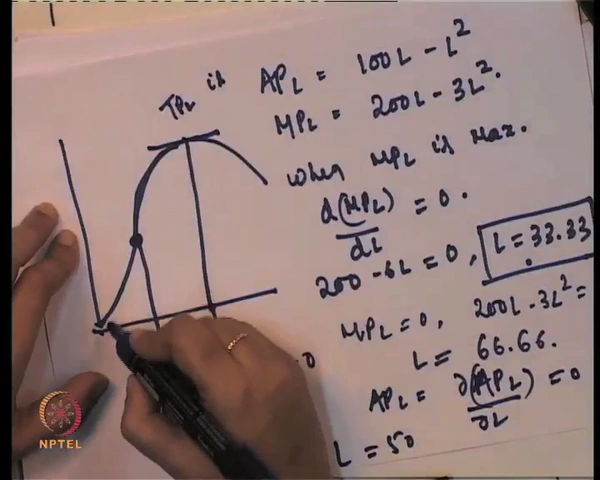 TPL is
APL = 100L - L²
MPL = 200L - 3L².
When MPL is Max.
d(MPL)/dL = 0.
200 - 6L = 0, L = 33.33
MPL = 0, 200L - 3L² =
L = 66.66.
APL = ∂(APL)/∂L = 0
L = 50
NPTEL